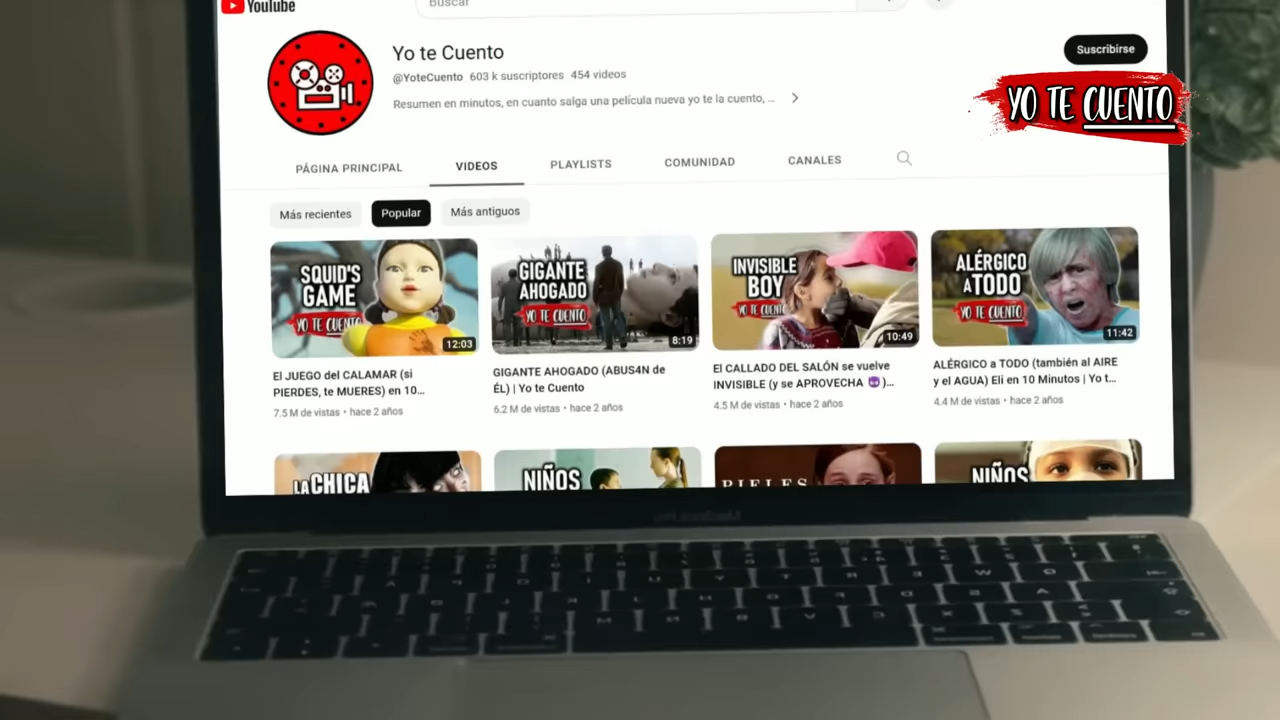 YouTube
Buscar
Yo te Cuento
@YoteCuento 603 k suscriptores 454 videos
Resumen en minutos, en cuanto salga una película nueva yo te la cuento, ...
Suscribirse
YO TE CUENTO
PÁGINA PRINCIPAL VIDEOS PLAYLISTS COMUNIDAD CANALES
Más recientes Popular Más antiguos
SQUID'S
GAME
YO TE CUENTO
12:03
GIGANTE
AHOGADO
YO TE CUENTO
8:19
INVISIBLE
BOY
YO TE CUENTO
10:49
ALÉRGICO
A TODO
YO TE CUENTO
11:42
El JUEGO del CALAMAR (si
PIERDES, te MUERES) en 10...
7.5 M de vistas • hace 2 años
GIGANTE AHOGADO (ABUS4N de
ÉL) | Yo te Cuento
6.2 M de vistas • hace 2 años
El CALLADO DEL SALÓN se vuelve
INVISIBLE (y se APROVECHA 😈)...
4.5 M de vistas • hace 2 años
ALÉRGICO a TODO (también al AIRE
y el AGUA) Eli en 10 Minutos | Yo t...
4.4 M de vistas • hace 2 años
LA CHICA
NIÑOS
PIELES
NIÑOS